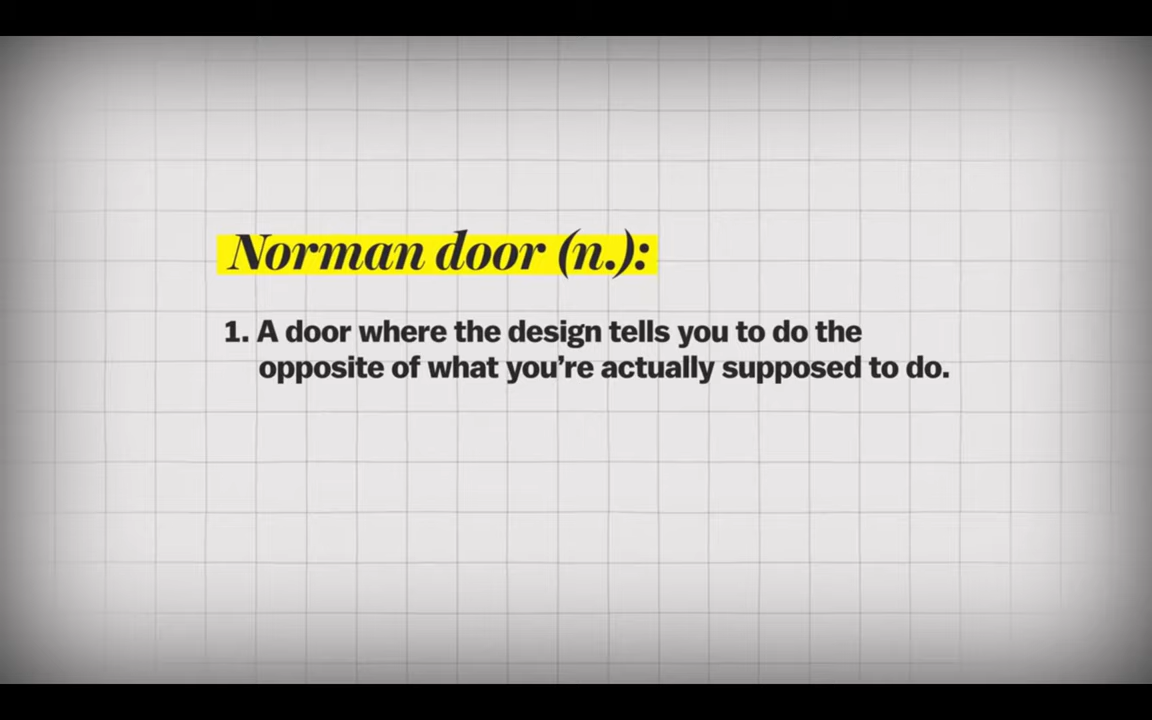 Norman door (n.):
1. A door where the design tells you to do the
opposite of what you’re actually supposed to do.